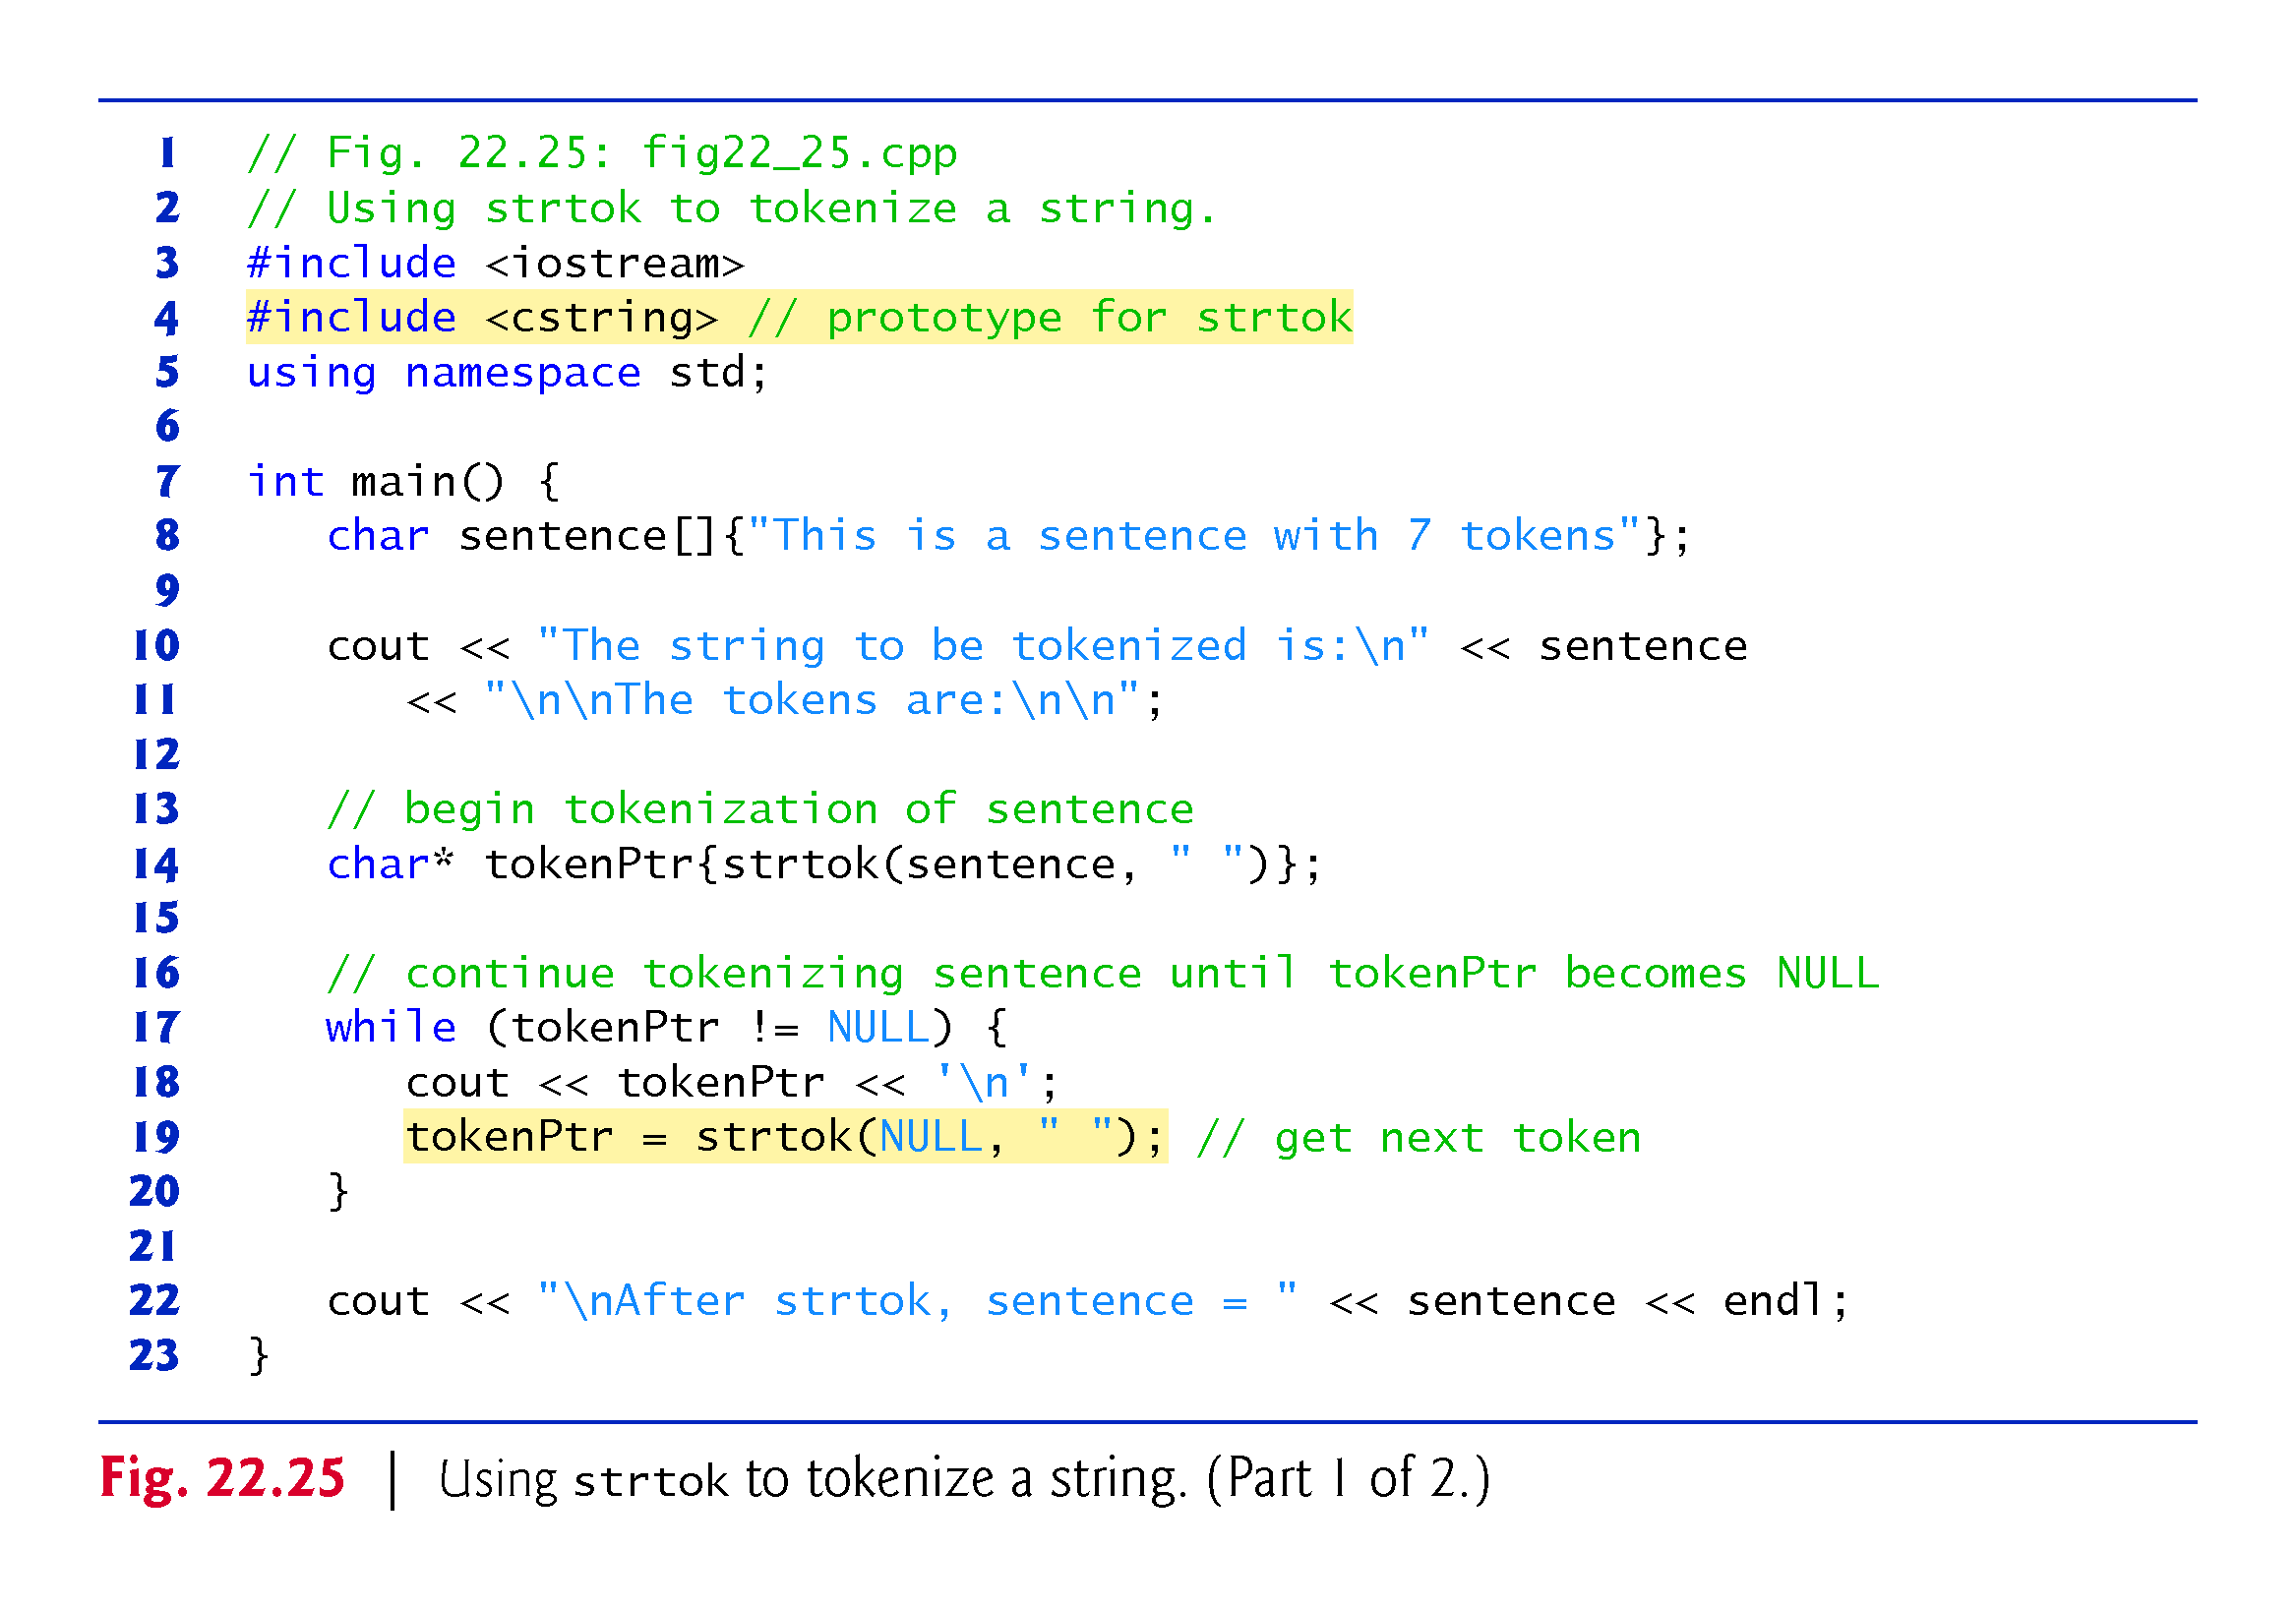 1 // Fig. 22.25: fig22_25.cpp
2 // Using strtok to tokenize a string.
3 #include <iostream>
4 #include <cstring> // prototype for strtok
5 using namespace std;
6
7 int main() {
8    char sentence[]{"This is a sentence with 7 tokens"};
9
10    cout << "The string to be tokenized is:\n" << sentence
11       << "\n\nThe tokens are:\n\n";
12
13    // begin tokenization of sentence
14    char* tokenPtr{strtok(sentence, " ")};
15
16    // continue tokenizing sentence until tokenPtr becomes NULL
17    while (tokenPtr != NULL) {
18       cout << tokenPtr << '\n';
19       tokenPtr = strtok(NULL, " "); // get next token
20    }
21
22    cout << "\nAfter strtok, sentence = " << sentence << endl;
23 }
Fig. 22.25 | Using strtok to tokenize a string. (Part 1 of 2.)